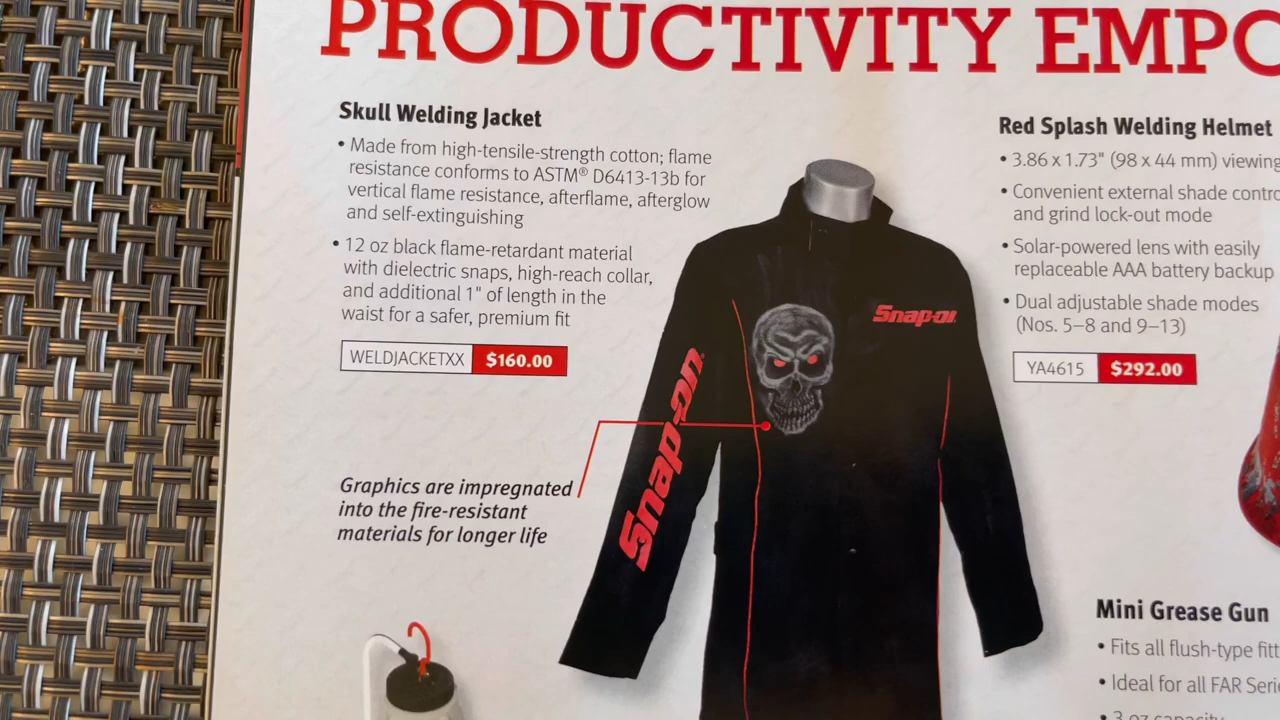 PRODUCTIVITY
Skull Welding Jacket
• Made from high-tensile-strength cotton; flame
resistance conforms to ASTM® D6413-13b for
vertical flame resistance, afterflame, afterglow
and self-extinguishing
• 12 oz black flame-retardant material
with dielectric snaps, high-reach collar,
and additional 1" of length in the
waist for a safer, premium fit
WELDJACKETXX $160.00
Graphics are impregnated
into the fire-resistant
materials for longer life
Snap-on
Snap-on
Red Splash Welding Helmet
• 3.86 x 1.73" (98 x 44 mm) viewing
• Convenient external shade
and grind lock-out mode
• Solar-powered lens with easily
replaceable AAA battery backup
• Dual adjustable shade modes
(Nos. 5–8 and 9–13)
YA4615 $292.00
Mini Grease Gun
• Fits all flush-type
• Ideal for all FAR
• 3 oz capacity